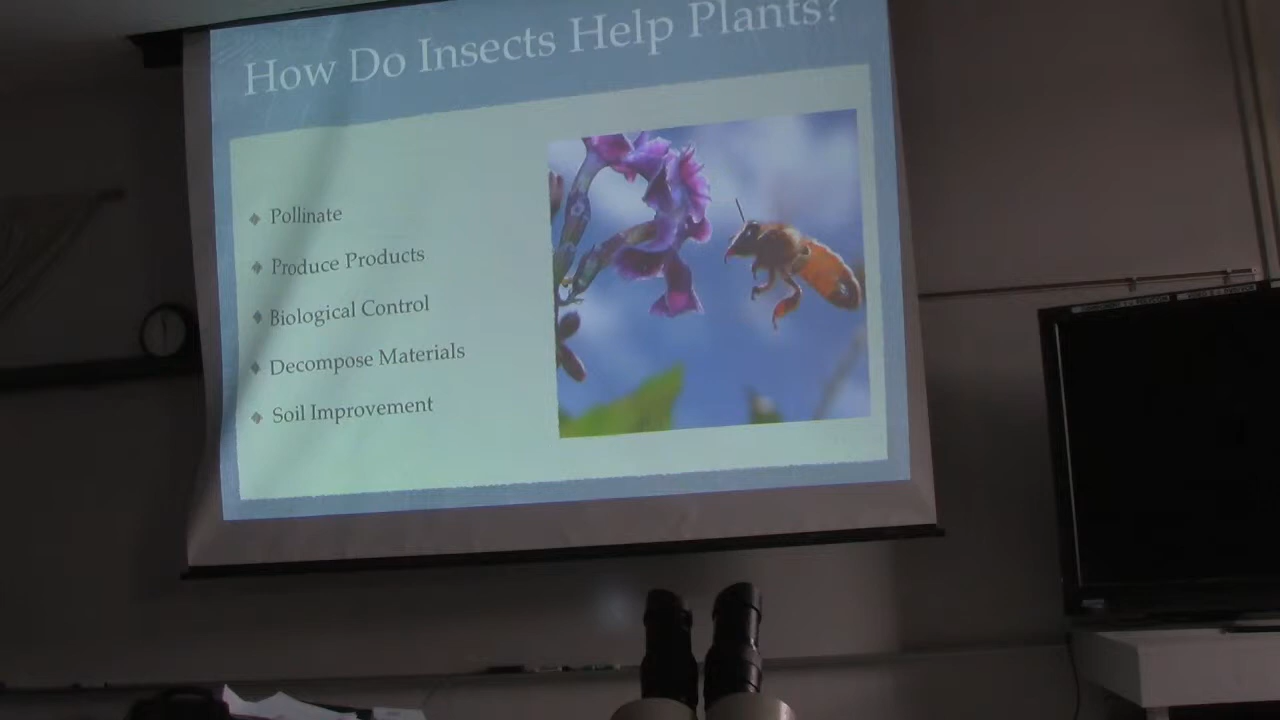 How Do Insects Help Plants?
Pollinate
Produce Products
Biological Control
Decompose Materials
Soil Improvement